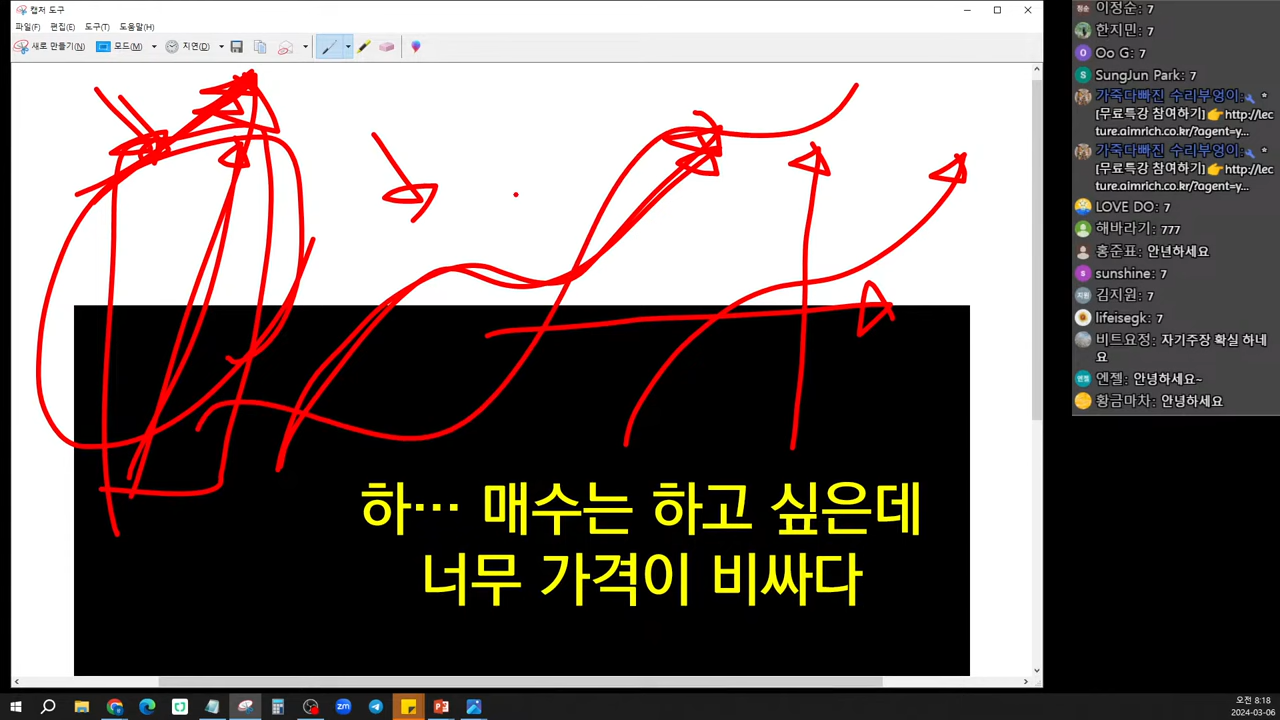 캡처 도구
파일(F) 편집(E) 도구(T) 도움말(H)
새로 만들기(N) 모드(M) 지연(D)
하… 매수는 하고 싶은데
너무 가격이 비싸다
이정순: 7
한지민: 7
Oo G: 7
SungJun Park: 7
가죽다빠진 수리부엉이: *
[무료특강 참여하기]👉http://lec
ture.aimrich.co.kr/?agent=y...
가죽다빠진 수리부엉이: *
[무료특강 참여하기]👉http://lec
ture.aimrich.co.kr/?agent=y...
LOVE DO: 7
해바라기: 777
홍준표: 안년하세요
sunshine: 7
김지원: 7
lifeisegk: 7
비트요정: 자기주장 확실 하네
요
엔젤: 안녕하세요~
황금마차: 안녕하세요
오전 8:18
2024-03-06